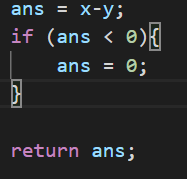 ans = x-y;
if (ans < 0){
    ans = 0;
}

return ans;